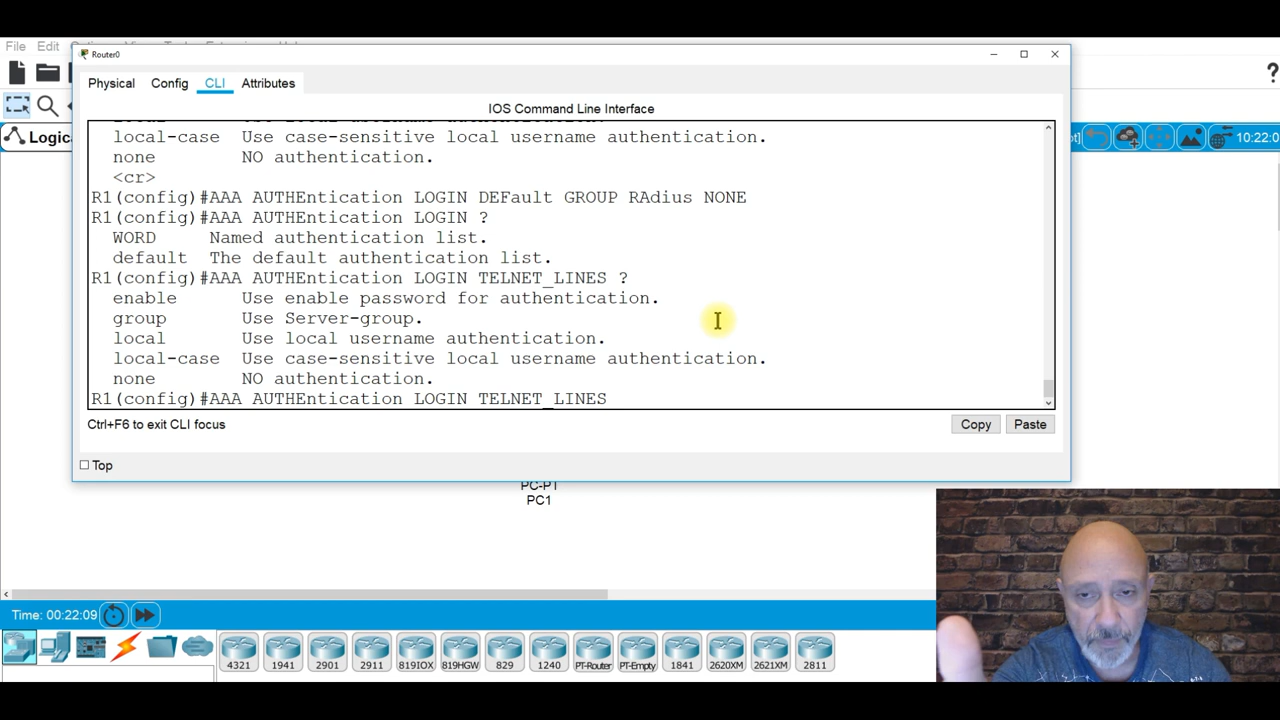 File Edit
Router0
Physical Config CLI Attributes
IOS Command Line Interface
local-case Use case-sensitive local username authentication.
none NO authentication.
<cr>
R1(config)#AAA AUTHEntication LOGIN DEFault GROUP RAdius NONE
R1(config)#AAA AUTHEntication LOGIN ?
WORD Named authentication list.
default The default authentication list.
R1(config)#AAA AUTHEntication LOGIN TELNET_LINES ?
enable Use enable password for authentication.
group Use Server-group.
local Use local username authentication.
local-case Use case-sensitive local username authentication.
none NO authentication.
R1(config)#AAA AUTHEntication LOGIN TELNET_LINES
Ctrl+F6 to exit CLI focus
Copy Paste
Top
Logica
10:22:0
PC-PT
PC1
Time: 00:22:09
4321 1941 2901 2911 819IOX 819HGW 829 1240 PT-Router PT-Empty 1841 2620XM 2621XM 2811